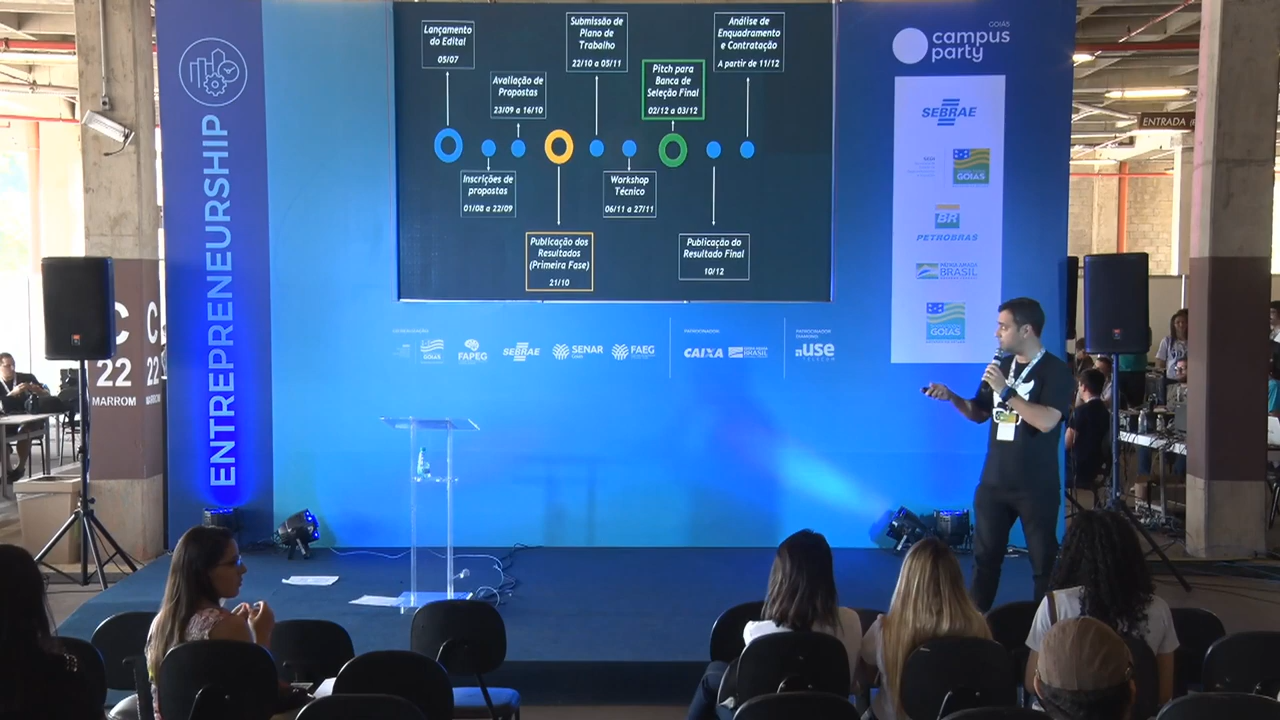 ENTREPRENEURSHIP
Lançamento
do Edital
05/07
Avaliação de
Propostas
23/09 a 16/10
Submissão de
Plano de
Trabalho
22/10 a 05/11
Pitch para
Banca de
Seleção Final
02/12 a 03/12
Análise de
Enquadramento
e Contratação
A partir de 11/12
Inscrições de
propostas
01/08 a 22/09
Publicação dos
Resultados
(Primeira Fase)
21/10
Workshop
Técnico
06/11 a 27/11
Publicação do
Resultado Final
10/12
GOIÁS
campus
party
SEBRAE
GOIÁS
BR
PETROBRAS
BRASIL
GOIÁS
ENTRADA
GOIÁS
FAPEG
SEBRAE
SENAR
FAEG
PATROCINADOR
CAIXA
BRASIL
PATROCINADOR
use
TELECOM
C
22
MARROM
C
22